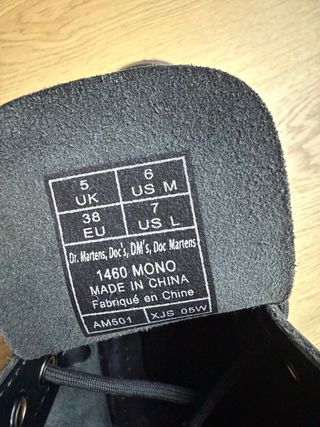 5 UK 6 US M
38 EU 7 US L
Dr. Martens, Doc's, DM's, Doc Martens
1460 MONO
MADE IN CHINA
Fabriqué en Chine
AM501 XJS 05W